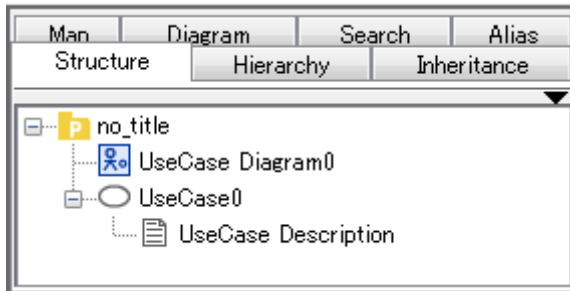 Map Diagram Search Alias
Structure Hierarchy Inheritance
no_title
UseCase Diagram0
UseCase0
UseCase Description